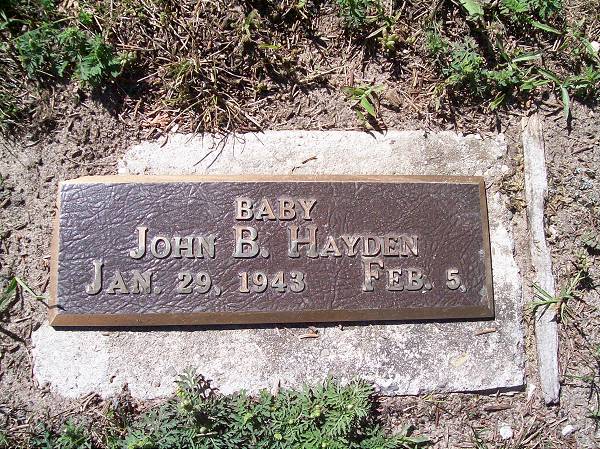 BABY
JOHN B. HAYDEN
JAN. 29, 1943 FEB. 5,